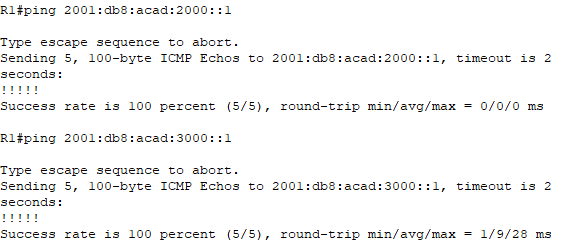 R1#ping 2001:db8:acad:2000::1
Type escape sequence to abort.
Sending 5, 100-byte ICMP Echos to 2001:db8:acad:2000::1, timeout is 2
seconds:
!!!!!
Success rate is 100 percent (5/5), round-trip min/avg/max = 0/0/0 ms
R1#ping 2001:db8:acad:3000::1
Type escape sequence to abort.
Sending 5, 100-byte ICMP Echos to 2001:db8:acad:3000::1, timeout is 2
seconds:
!!!!!
Success rate is 100 percent (5/5), round-trip min/avg/max = 1/9/28 ms